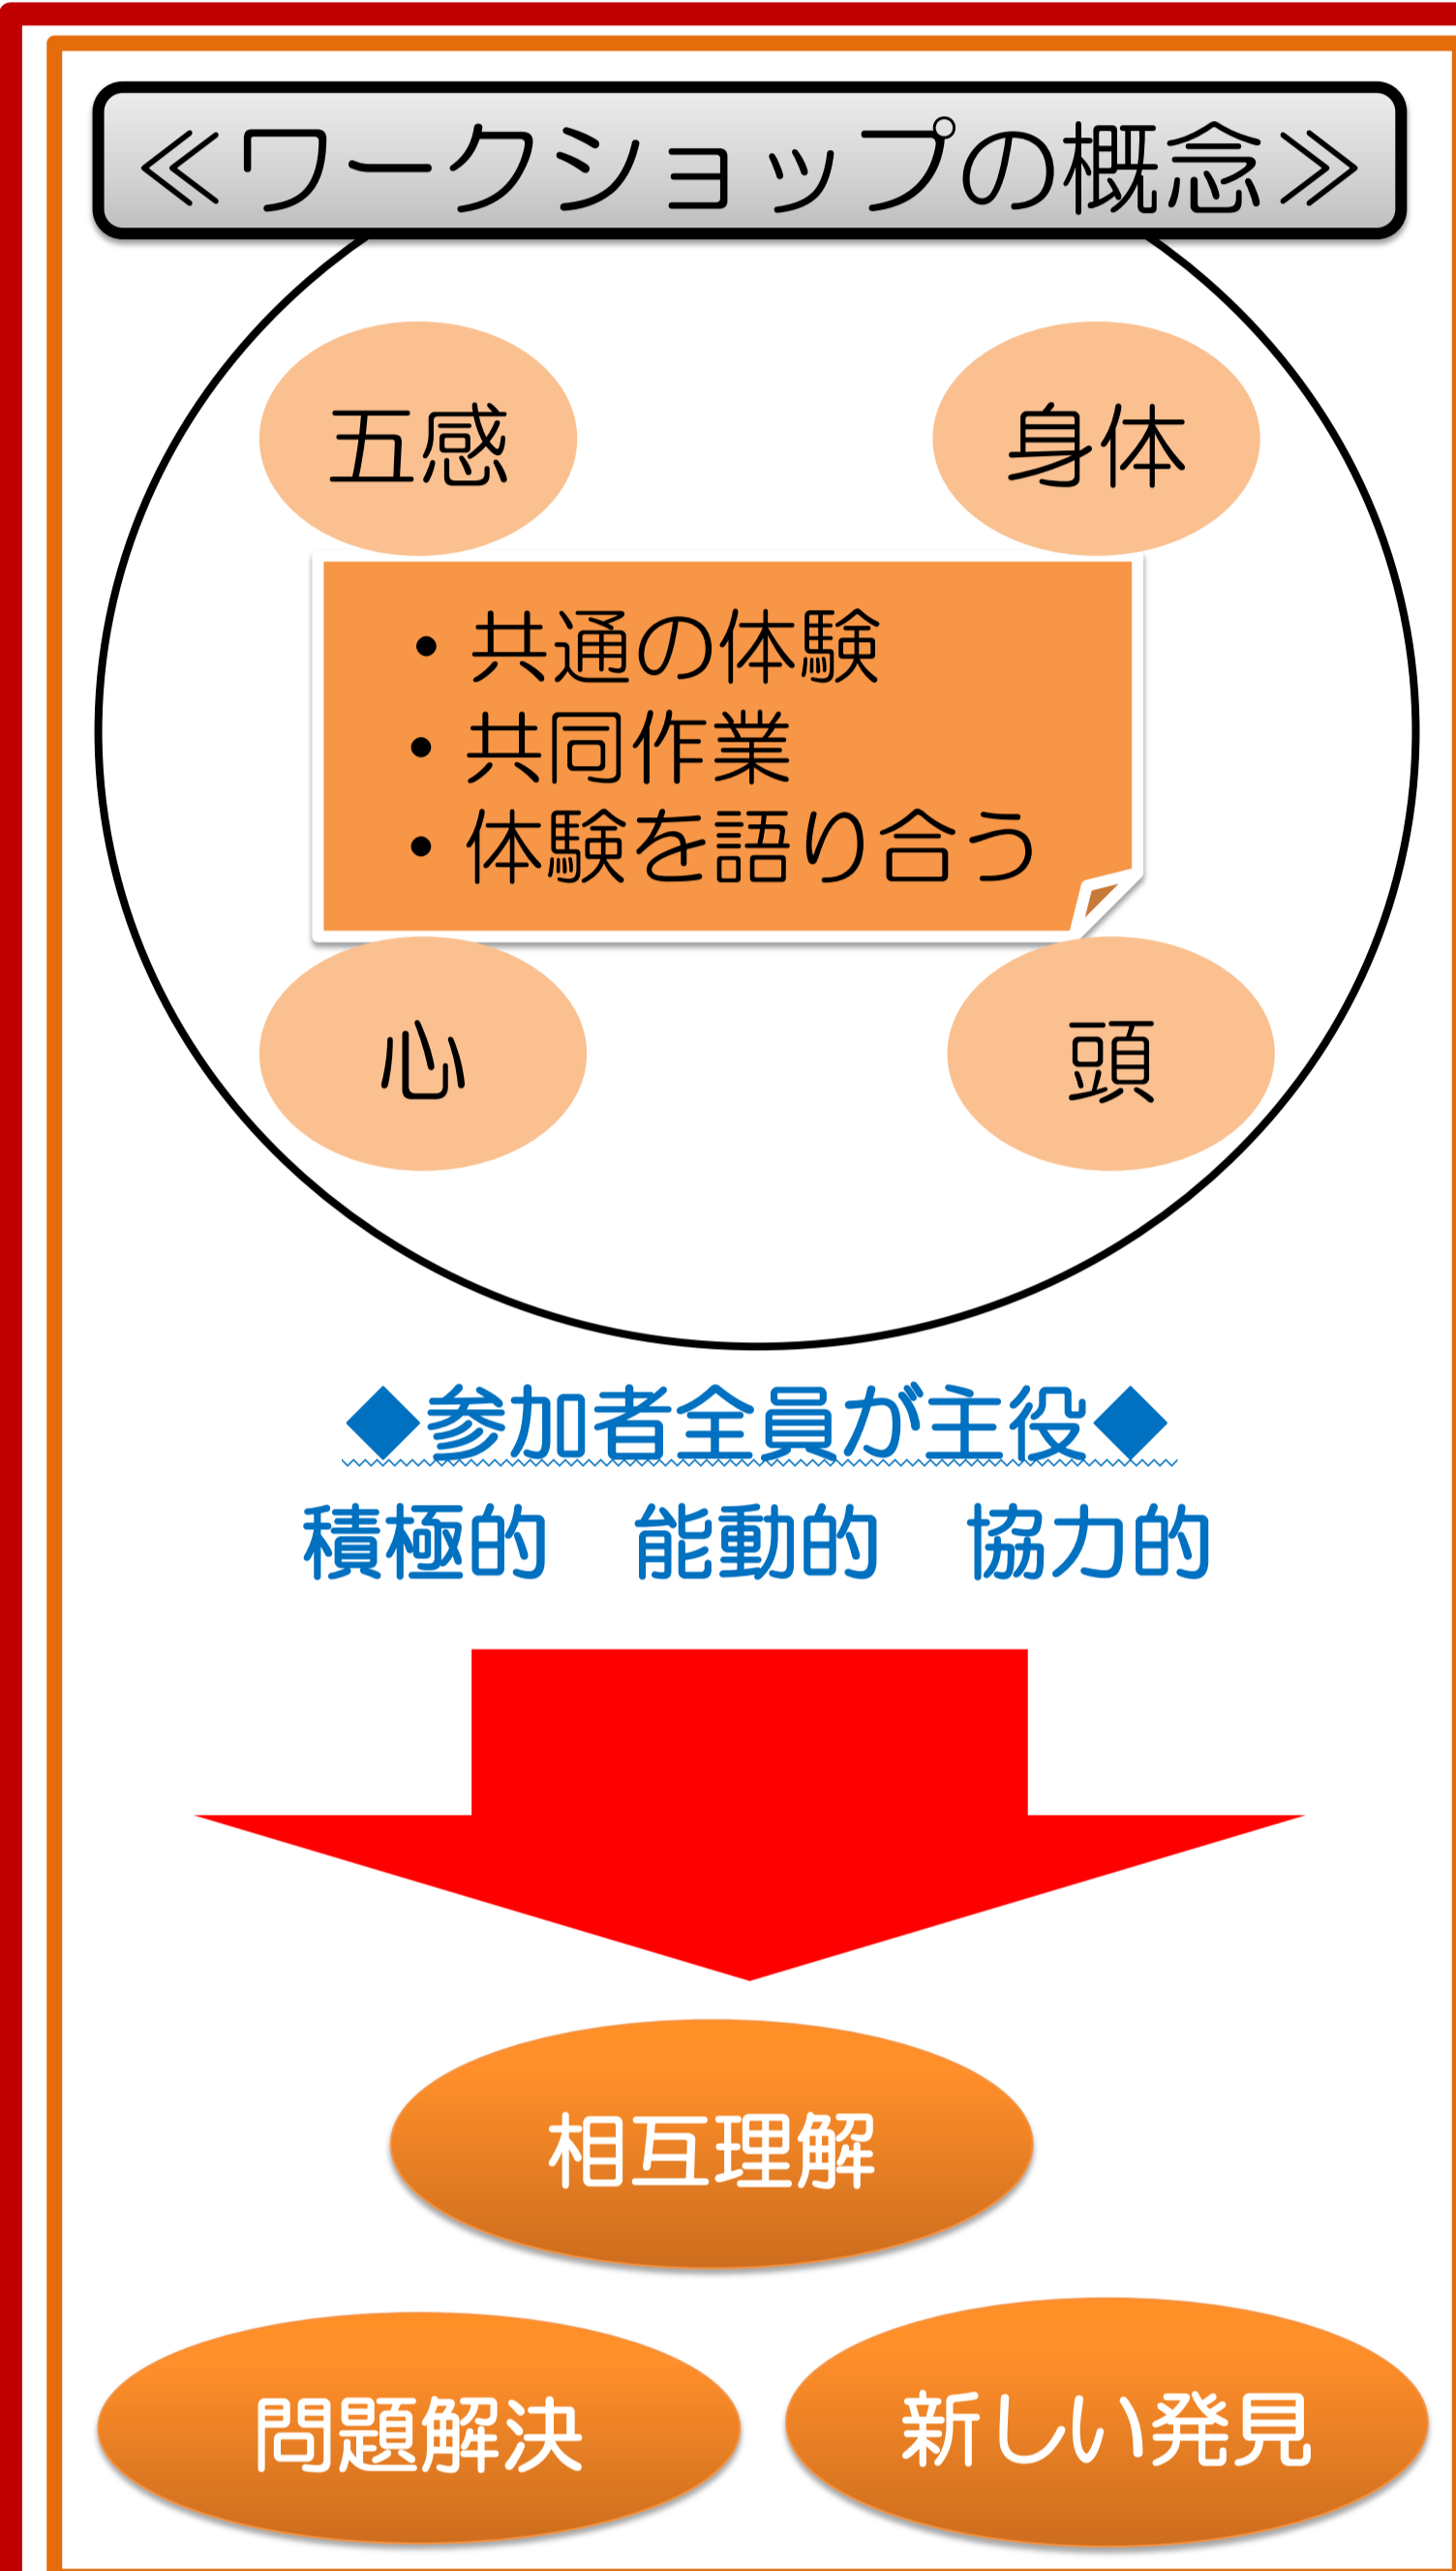 ≪ワークショップの概念≫
五感
身体
• 共通の体験
• 共同作業
• 体験を語り合う
心
頭
◆参加者全員が主役◆
積極的　能動的　協力的
相互理解
問題解決
新しい発見